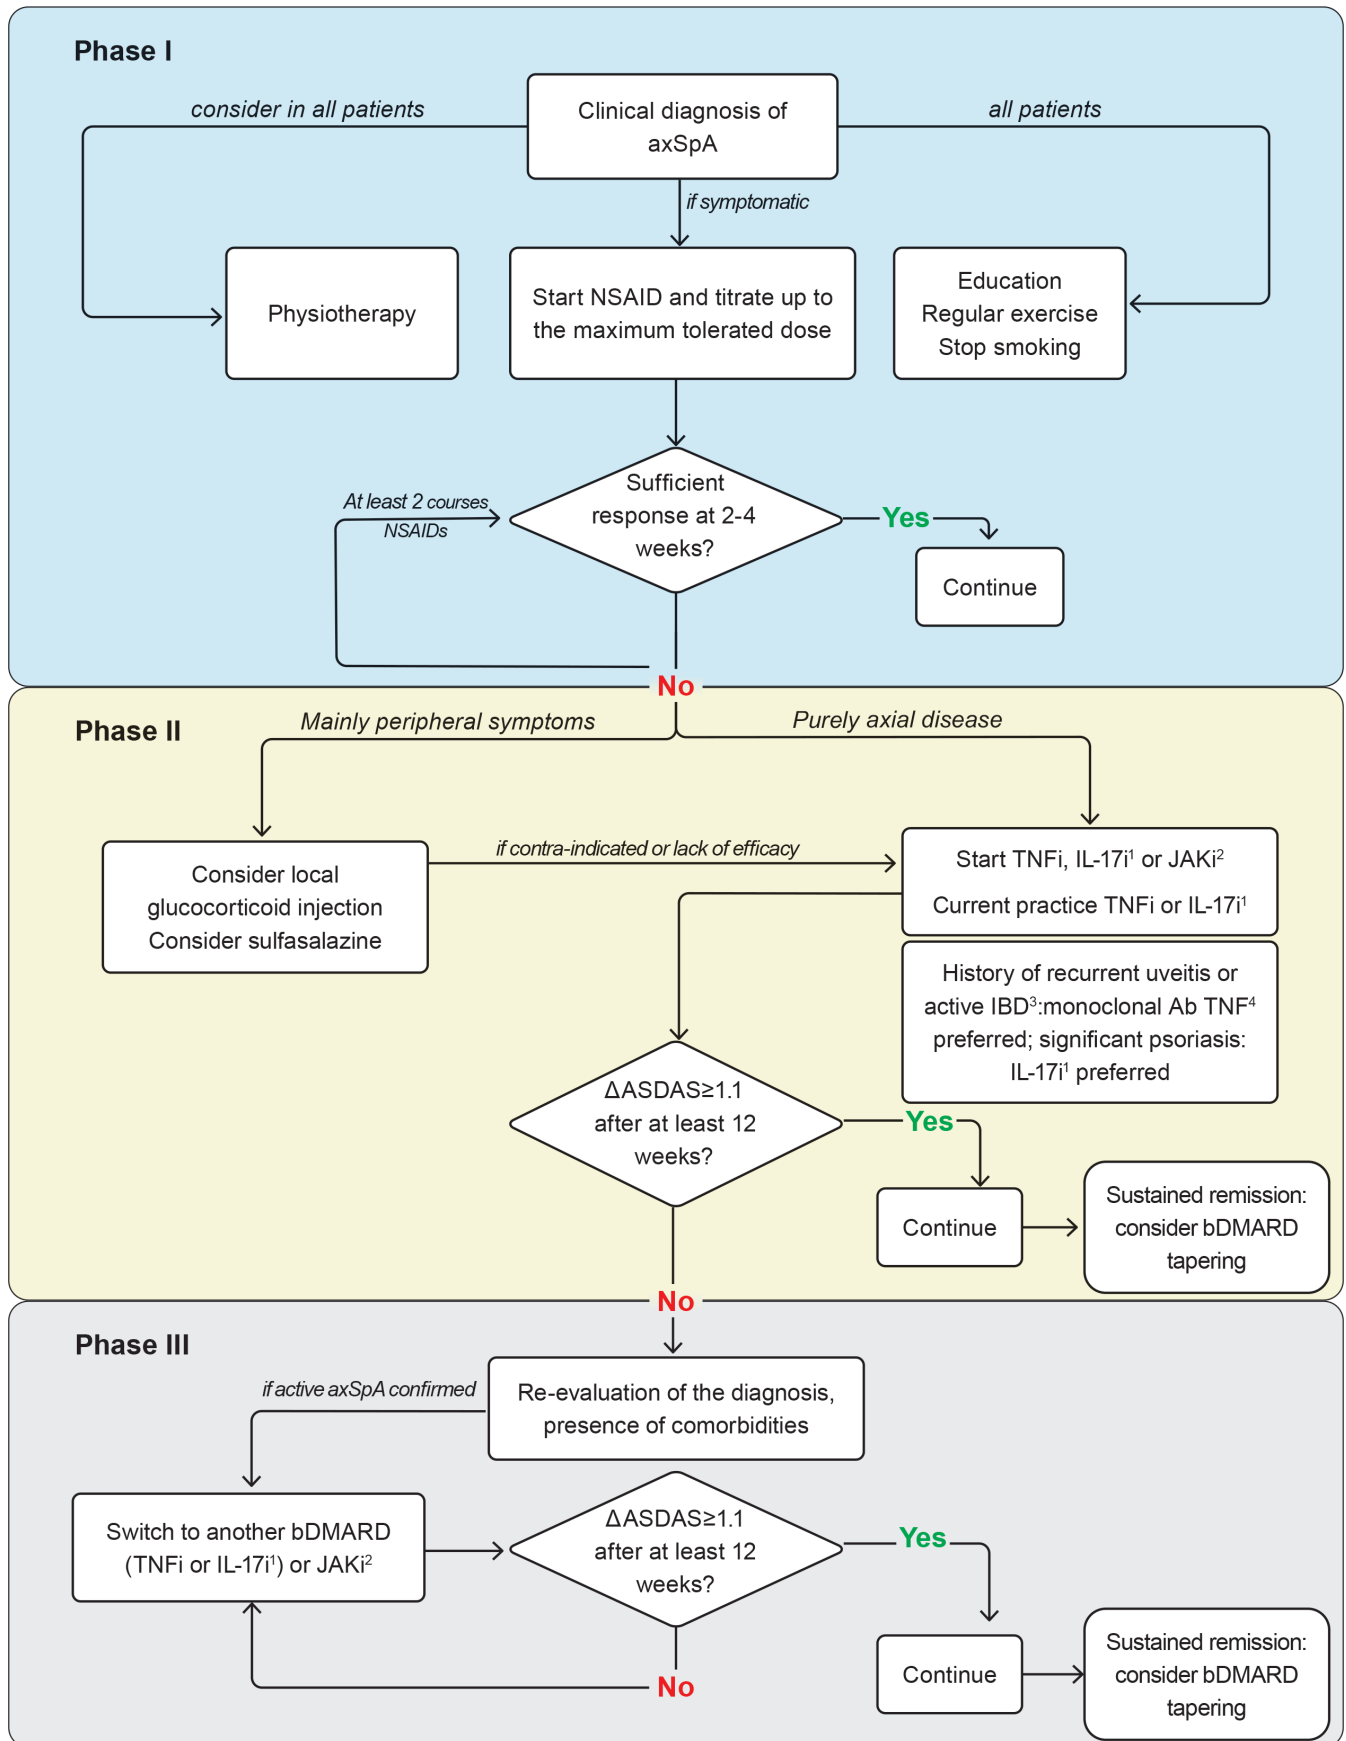 Phase I
consider in all patients
Clinical diagnosis of
axSpA
all patients
if symptomatic
Physiotherapy
Start NSAID and titrate up to
the maximum tolerated dose
Education
Regular exercise
Stop smoking
At least 2 courses
NSAIDs
Sufficient
response at 2-4
weeks?
Yes
Continue
No
Phase II
Mainly peripheral symptoms
Purely axial disease
Consider local
glucocorticoid injection
Consider sulfasalazine
if contra-indicated or lack of efficacy
Start TNFi, IL-17i¹ or JAKi²
Current practice TNFi or IL-17i¹
History of recurrent uveitis or
active IBD³:monoclonal Ab TNF⁴
preferred; significant psoriasis:
IL-17i¹ preferred
ΔASDAS≥1.1
after at least 12
weeks?
Yes
Continue
Sustained remission:
consider bDMARD
tapering
No
Phase III
if active axSpA confirmed
Re-evaluation of the diagnosis,
presence of comorbidities
Switch to another bDMARD
(TNFi or IL-17i¹) or JAKi²
ΔASDAS≥1.1
after at least 12
weeks?
Yes
Continue
Sustained remission:
consider bDMARD
tapering
No